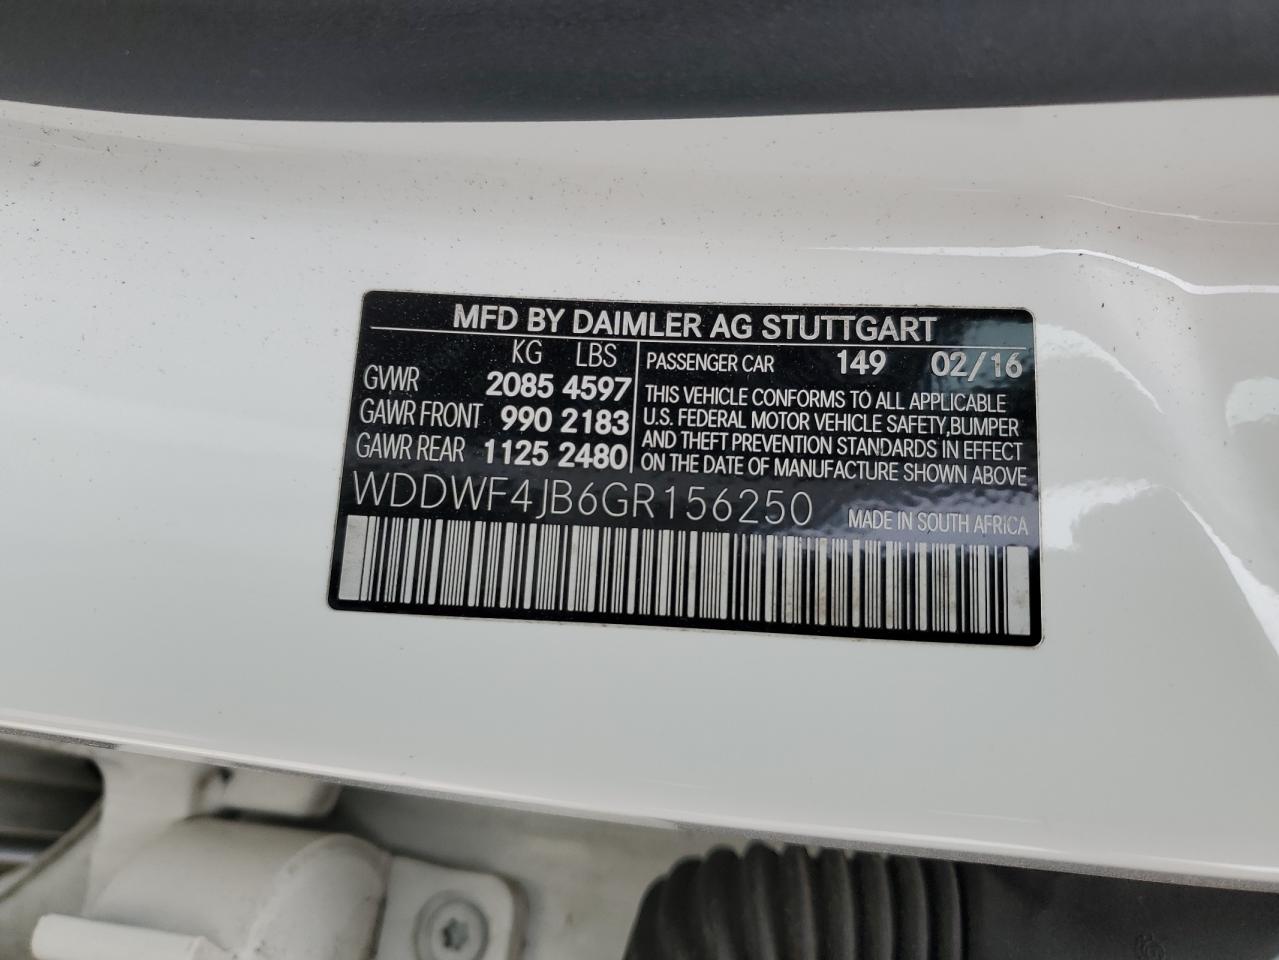 MFD BY DAIMLER AG STUTTGART
KG LBS
GVWR 2085 4597
GAWR FRONT 990 2183
GAWR REAR 1125 2480
PASSENGER CAR 149 02/16
THIS VEHICLE CONFORMS TO ALL APPLICABLE
U.S. FEDERAL MOTOR VEHICLE SAFETY,BUMPER
AND THEFT PREVENTION STANDARDS IN EFFECT
ON THE DATE OF MANUFACTURE SHOWN ABOVE
WDDWF4JB6GR156250 MADE IN SOUTH AFRICA